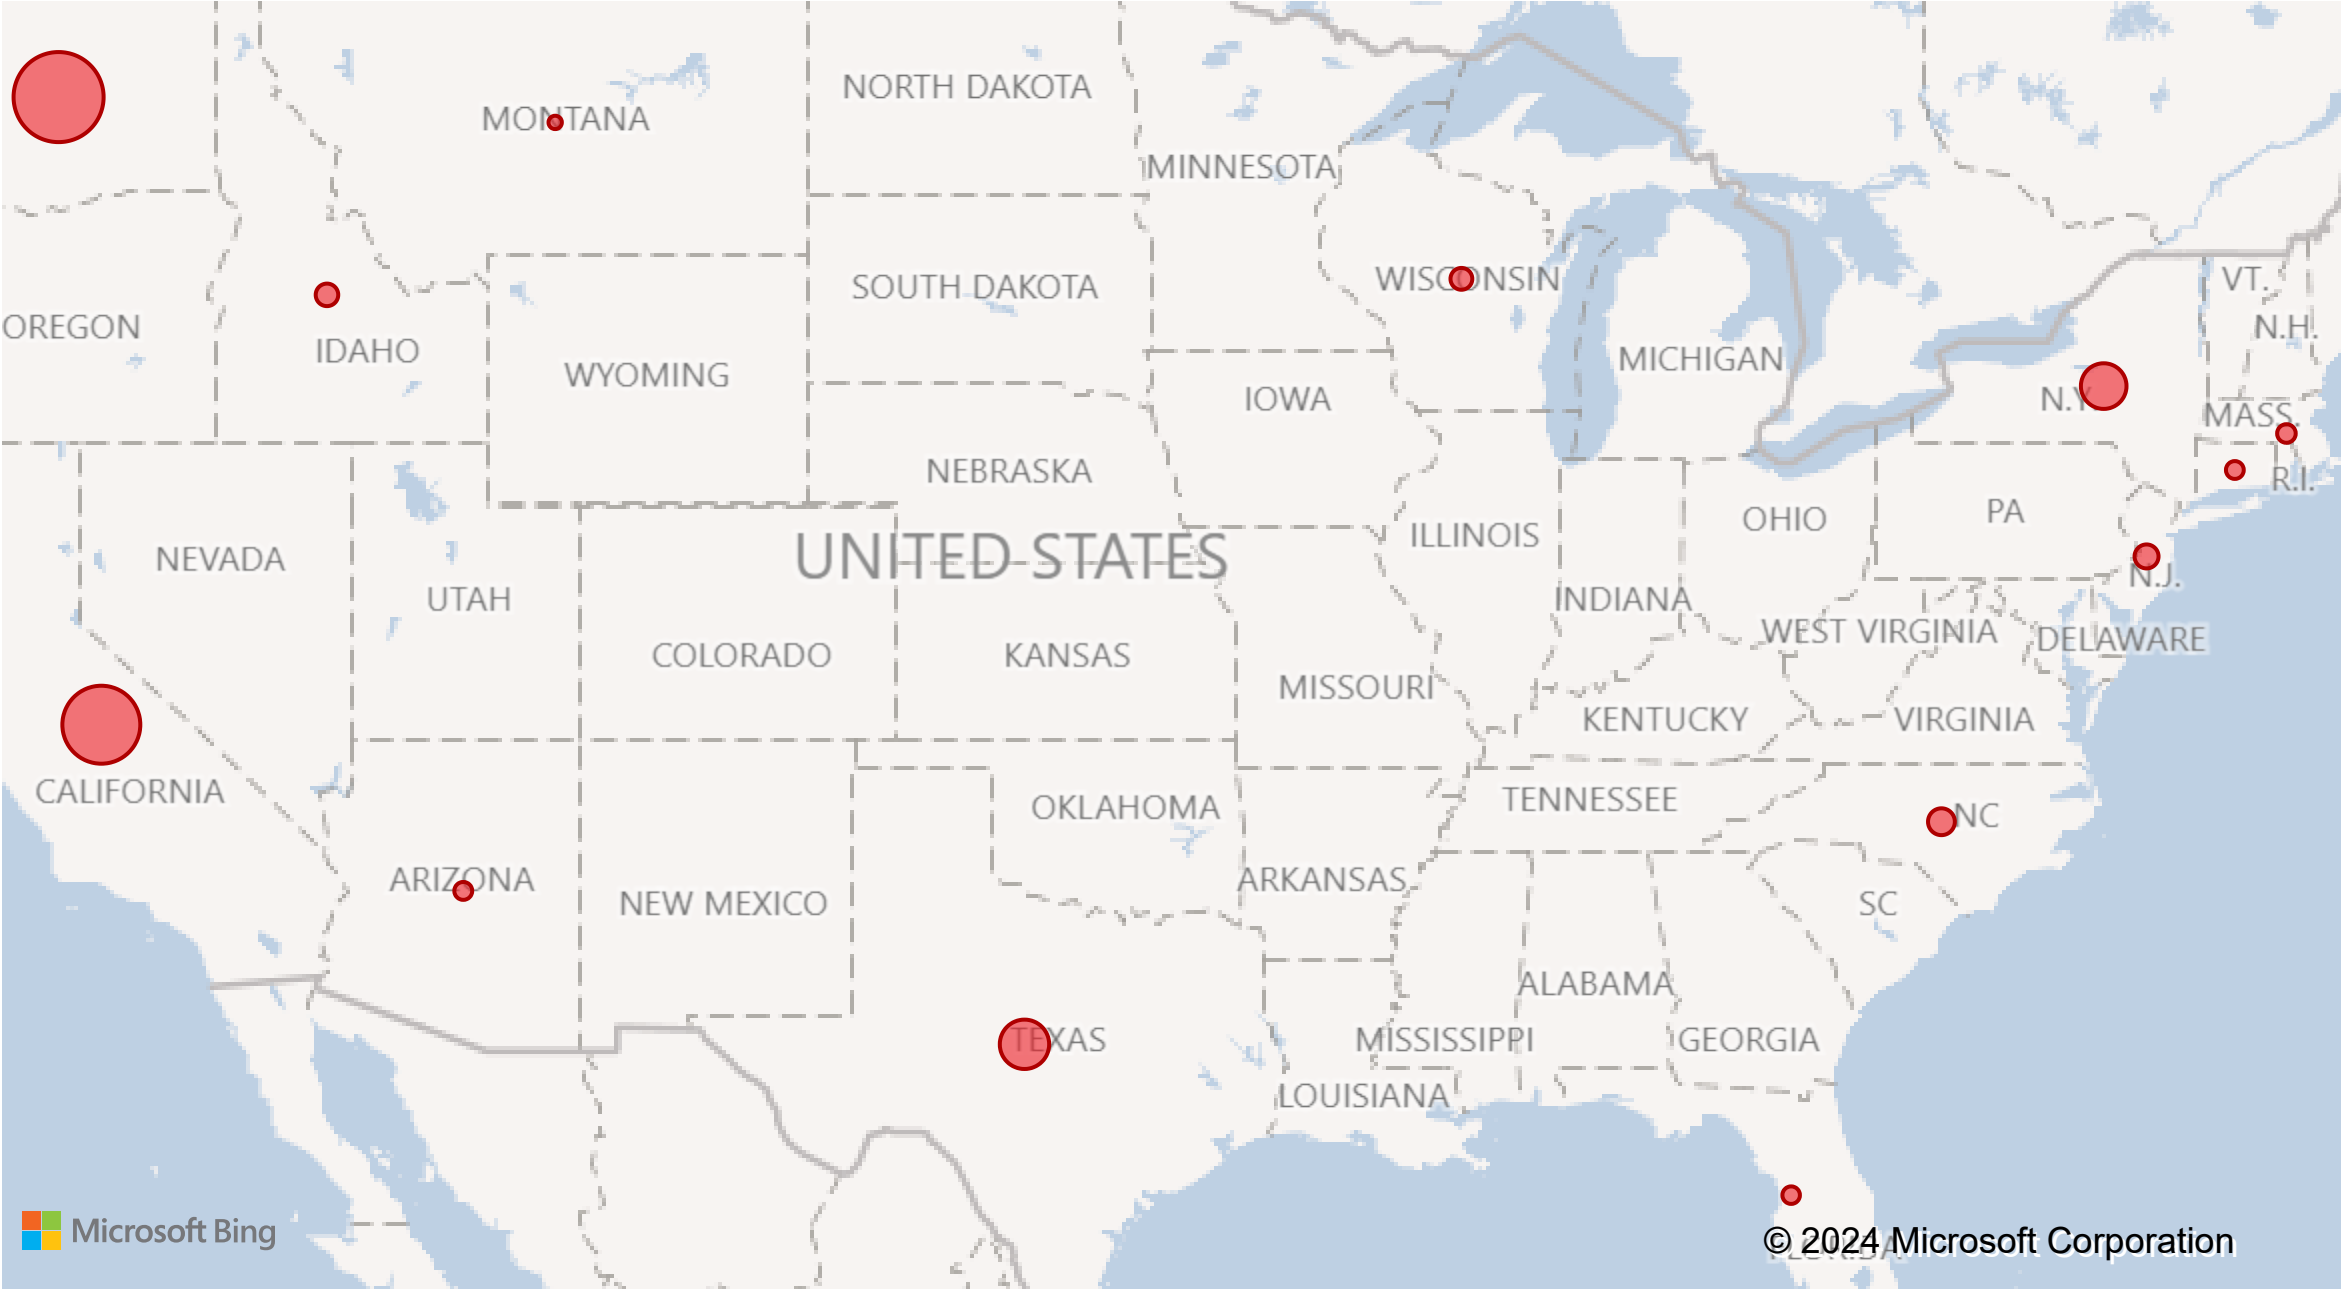 NORTH DAKOTA
MONTANA
MINNESOTA
VT.
WISCONSIN
SOUTH DAKOTA
OREGON
N.H.
IDAHO
MICHIGAN
WYOMING
IOWA
N.Y.
MASS.
NEBRASKA
R.I.
PA
OHIO
ILLINOIS
UNITED STATES
NEVADA
N.J.
UTAH
INDIANA
WEST VIRGINIA
DELAWARE
COLORADO
KANSAS
MISSOURI
KENTUCKY
VIRGINIA
CALIFORNIA
TENNESSEE
OKLAHOMA
NC
ARIZONA
ARKANSAS
NEW MEXICO
SC
ALABAMA
TEXAS
MISSISSIPPI
GEORGIA
LOUISIANA
Microsoft Bing
© 2024 Microsoft Corporation
FLORIDA